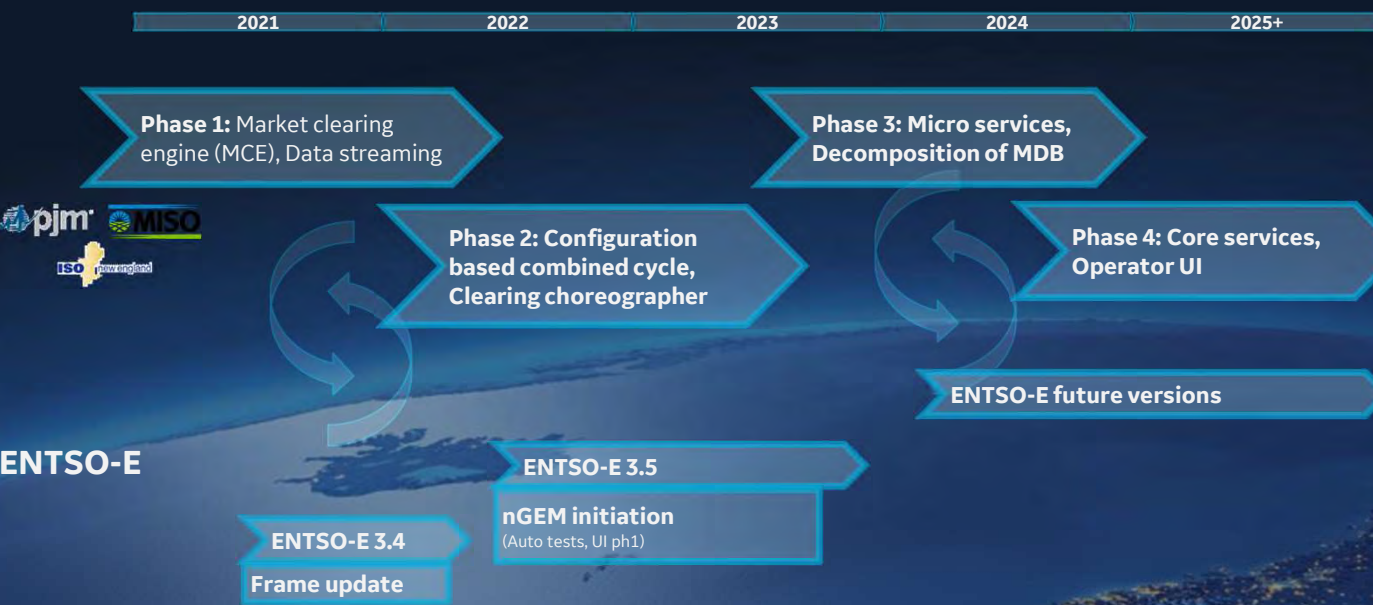 2021 2022 2023 2024 2025+
Phase 1: Market clearing
engine (MCE), Data streaming
Phase 3: Micro services,
Decomposition of MDB
pjm
MISO
ISO new england
Phase 2: Configuration
based combined cycle,
Clearing choreographer
Phase 4: Core services,
Operator UI
ENTSO-E future versions
ENTSO-E
ENTSO-E 3.5
nGEM initiation
(Auto tests, UI ph1)
ENTSO-E 3.4
Frame update